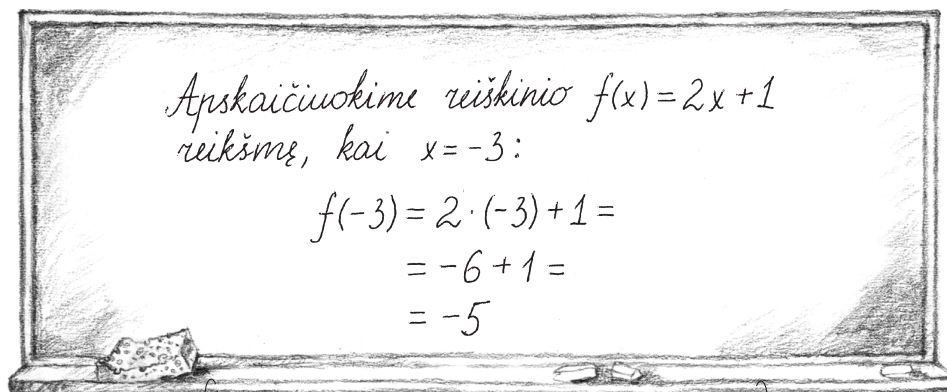 Apskaičiuokime reiškinio f(x) = 2x + 1
reikšmę, kai x = -3:
f(-3) = 2 · (-3) + 1 =
= -6 + 1 =
= -5